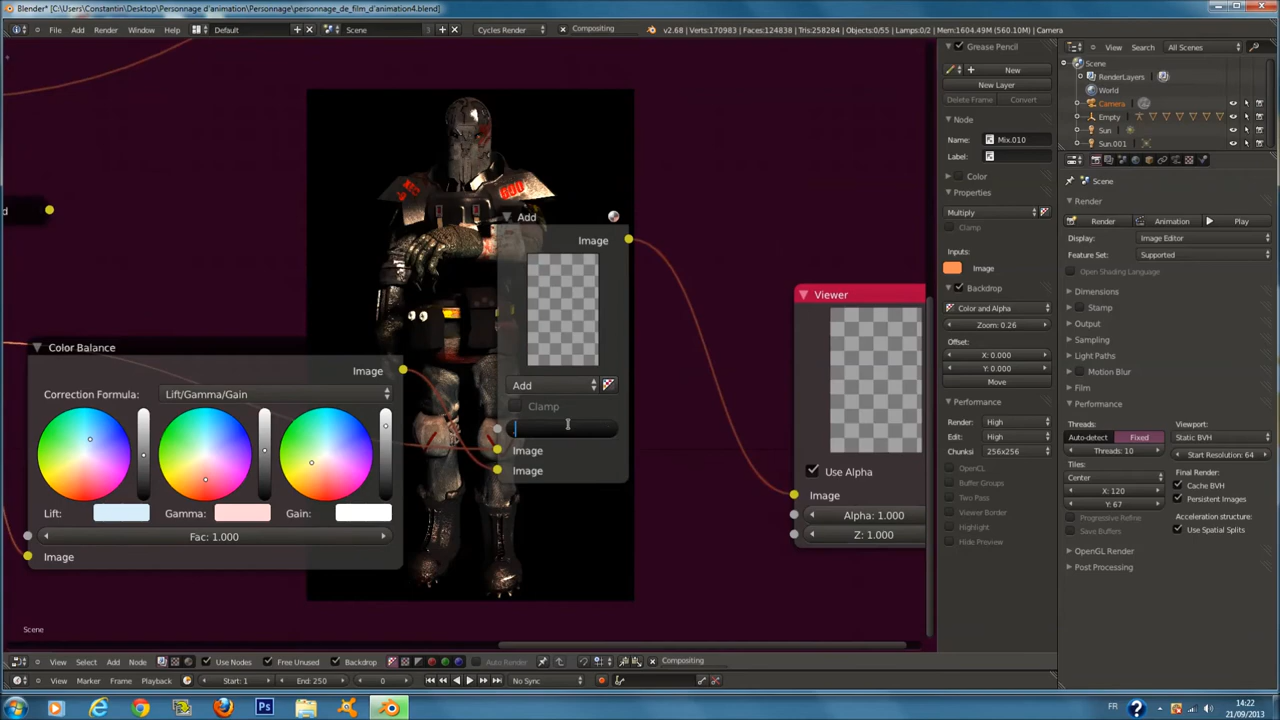 Blender* [C:\Users\Constantin\Desktop\Personnage d'animation\Personnage\personnage_de_film_d'animation4.blend]
File Add Render Window Help Default Scene 3 Cycles Render Compositing v2.68 | Verts:170983 | Faces:124838 | Tris:258284 | Objects:0/55 | Lamps:0/2 | Mem:1604.49M (560.10M) | Camera
View Search All Scenes
Grease Pencil
New
New Layer
Delete Frame Convert
Node
Name: Mix.010
Label:
Color
Properties
Multiply
Clamp
Inputs:
Image
Backdrop
Color and Alpha
Zoom: 0.26
Offset:
X: 0.000
Y: 0.000
Move
Performance
Render: High
Edit: High
Chunksi 256x256
OpenCL
Buffer Groups
Two Pass
Viewer Border
Highlight
Hide Preview
Scene
RenderLayers
World
Camera
Empty
Sun
Sun.001
Scene
Render
Render Animation Play
Display: Image Editor
Feature Set: Supported
Open Shading Language
Dimensions
Stamp
Output
Sampling
Light Paths
Motion Blur
Film
Performance
Threads: Viewport:
Auto-detect Fixed Static BVH
Threads: 10 Start Resolution: 64
Tiles: Final Render:
Center Cache BVH
X: 120 Persistent Images
Y: 67 Acceleration structure:
Progressive Refine Use Spatial Splits
Save Buffers
OpenGL Render
Post Processing
d
Color Balance
Image
Correction Formula: Lift/Gamma/Gain
Lift: Gamma: Gain:
Fac: 1.000
Image
Add
Image
Add
Clamp
Image
Image
Viewer
Use Alpha
Image
Alpha: 1.000
Z: 1.000
Scene
View Select Add Node Use Nodes Free Unused Backdrop Auto Render Compositing
View Marker Frame Playback Start: 1 End: 250 0 No Sync
Ps
FR 14:22
21/09/2013